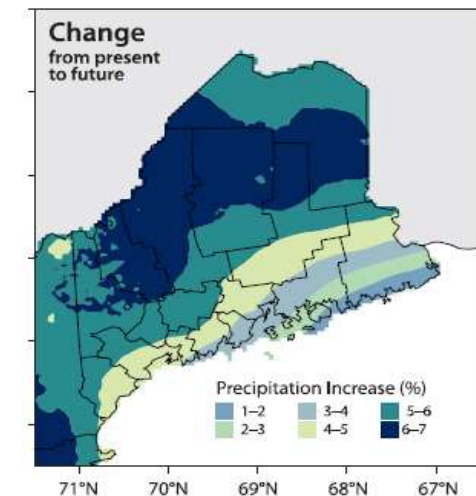 Change
from present
to future
Precipitation Increase (%)
1–2 3–4 5–6
2–3 4–5 6–7
71°N 70°N 69°N 68°N 67°N